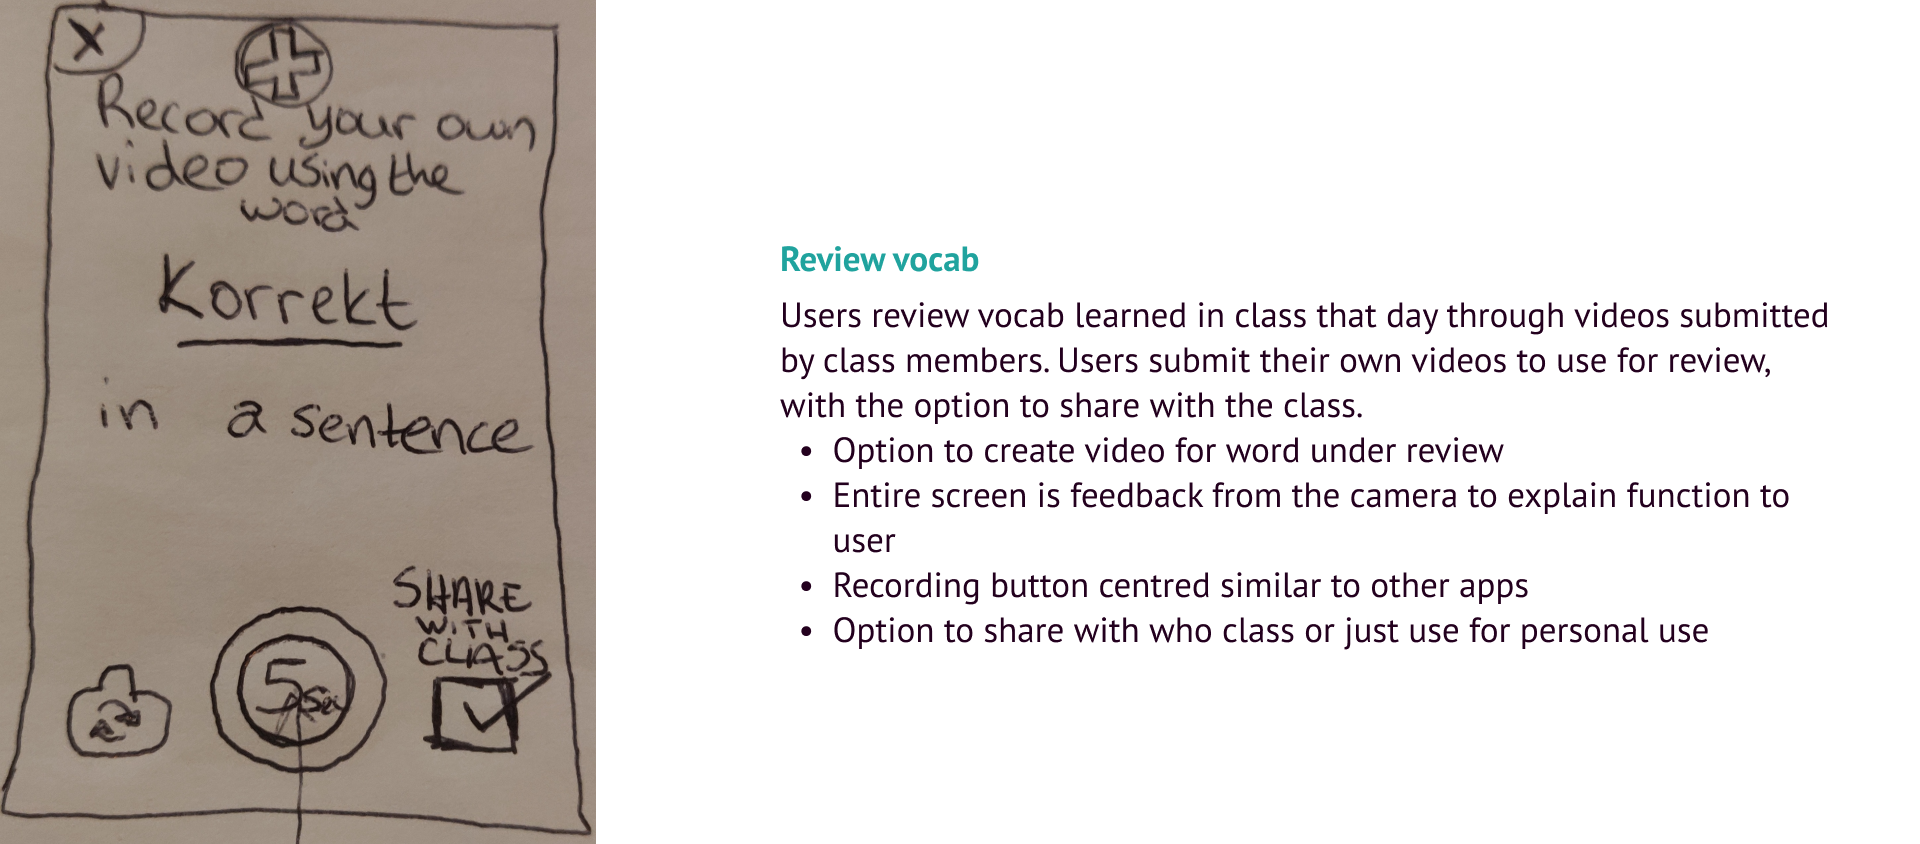 X
Record your own
video using the
word
Korrekt
in a sentence
SHARE
WITH
CLASS
5 sec
Review vocab
Users review vocab learned in class that day through videos submitted
by class members. Users submit their own videos to use for review,
with the option to share with the class.
• Option to create video for word under review
• Entire screen is feedback from the camera to explain function to
user
• Recording button centred similar to other apps
• Option to share with who class or just use for personal use